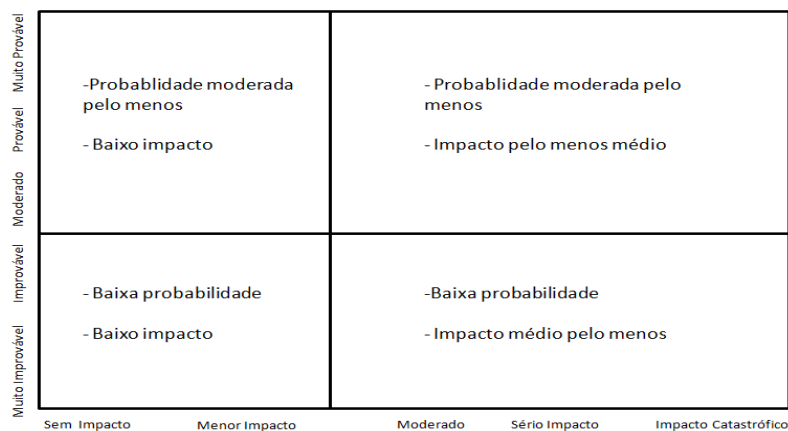 Muito Provável
Provável
Moderado
Improvável
Muito Improvável
-Probablidade moderada
pelo menos
- Baixo impacto
- Probablidade moderada pelo
menos
- Impacto pelo menos médio
- Baixa probabilidade
- Baixo impacto
-Baixa probabilidade
- Impacto médio pelo menos
Sem Impacto
Menor Impacto
Moderado
Sério Impacto
Impacto Catastrófico